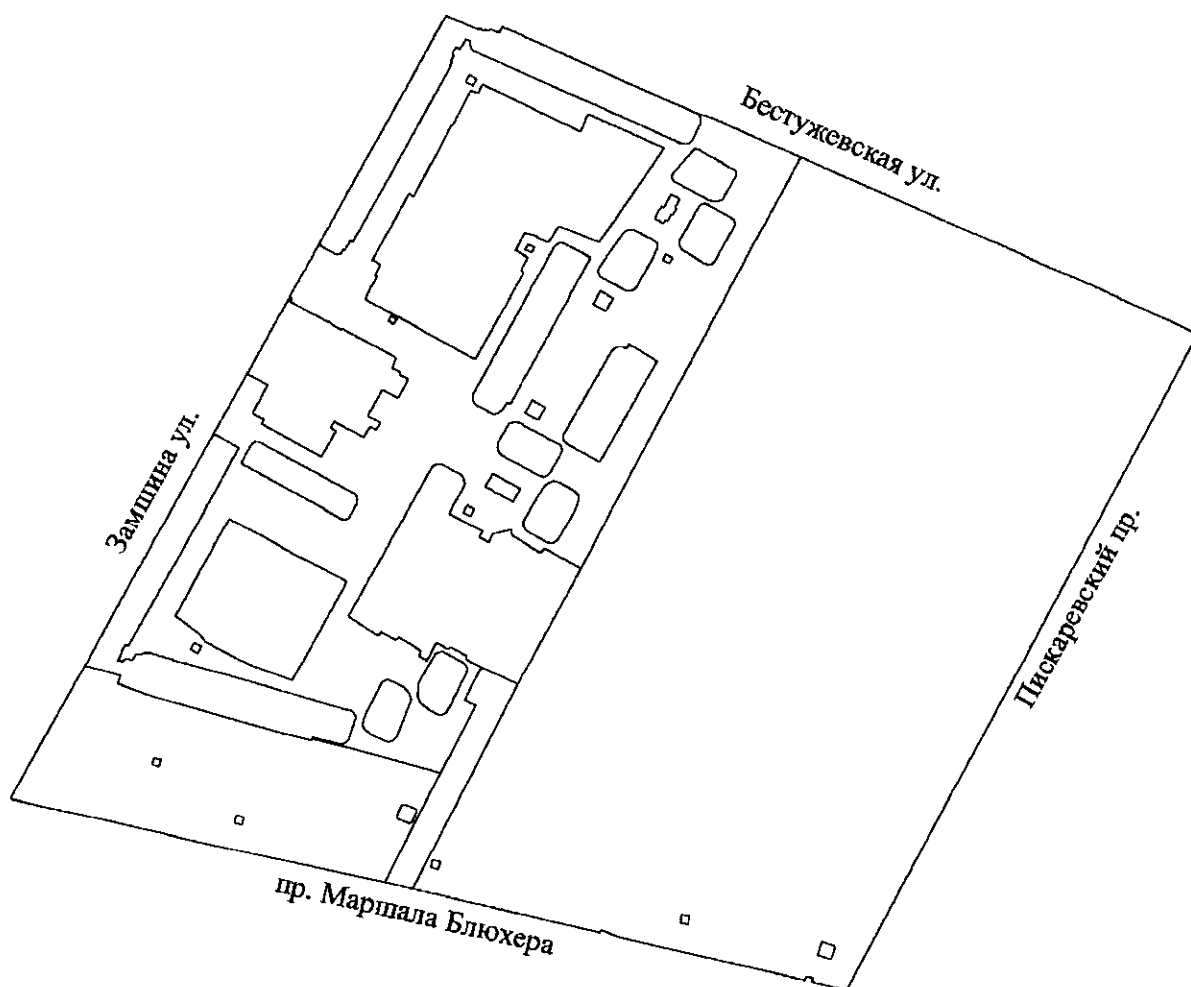 Бестужевская ул.
Замшина ул.
Пискаревский пр.
пр. Маршала Блюхера